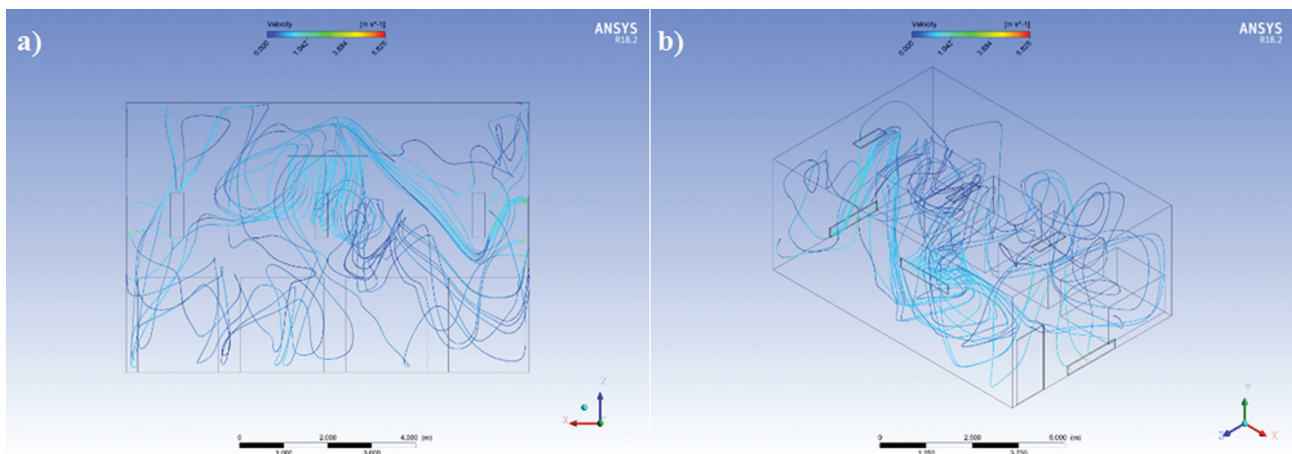 a)
Velocity [m s^-1]
0.000 1.942 3.884 5.825
ANSYS
R18.2
Z
X
Y
0 2.000 4.000 (m)
1.000 3.000
b)
Velocity [m s^-1]
0.000 1.942 3.884 5.825
ANSYS
R18.2
Y
Z
X
0 2.500 5.000 (m)
1.250 3.750